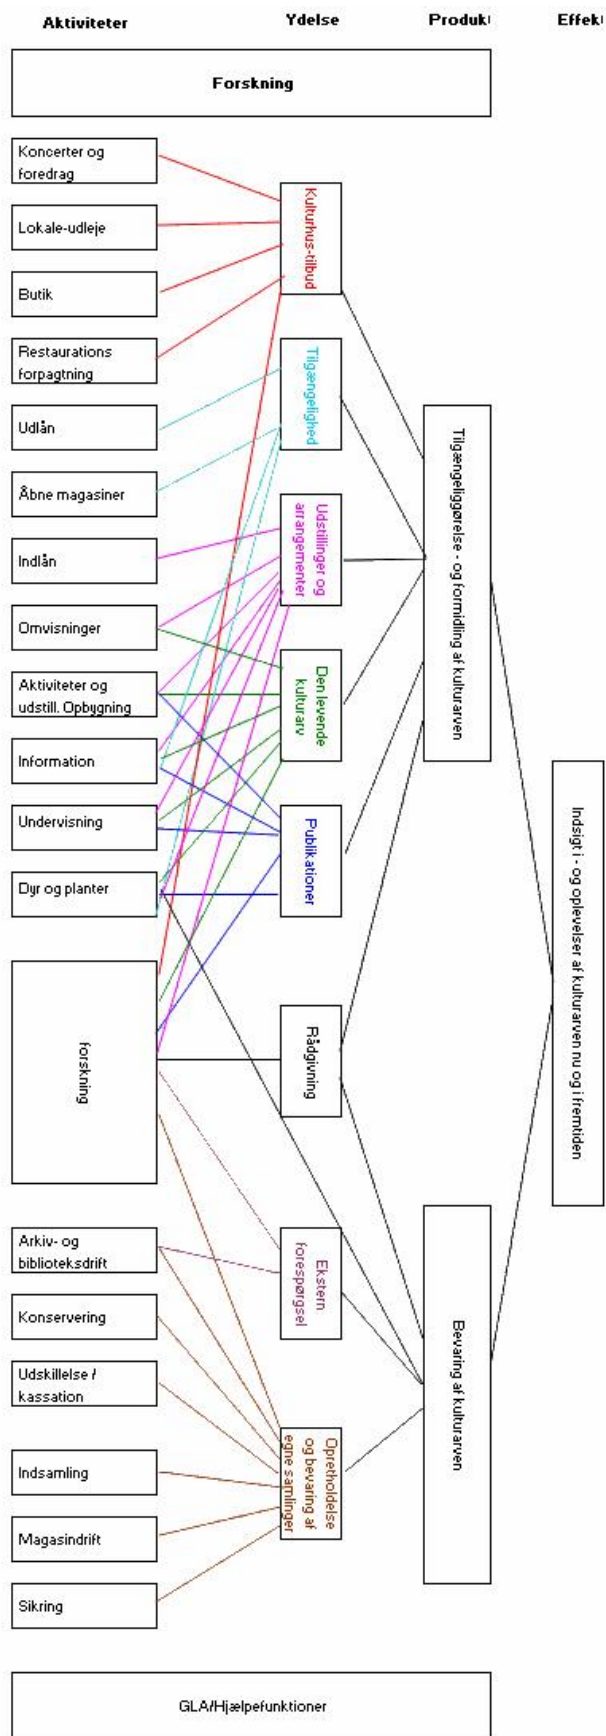 Aktiviteter
Ydelse
Produkt
Effekt
Forskning
Koncerter og
foredrag
Lokale-udleje
Butik
Restaurations
forpagtning
Udlån
Åbne magasiner
Indlån
Omvisninger
Aktiviteter og
udstill. Opbygning
Information
Undervisning
Dyr og planter
forskning
Arkiv- og
biblioteksdrift
Konservering
Udskillelse /
kassation
Indsamling
Magasindrift
Sikring
Kulturhus-tilbud
Tilgængelighed
Udstillinger og
arrangementer
Den levende
kulturarv
Publikationer
Rådgivning
Ekstern
forespørgsel
Opretholdelse
og bevaring af
egne samlinger
Tilgængeliggørelse - og formidling af kulturarven
Bevaring af kulturarven
Indsigt i - og oplevelser af kulturarven nu og i fremtiden
GLA/Hjælpefunktioner